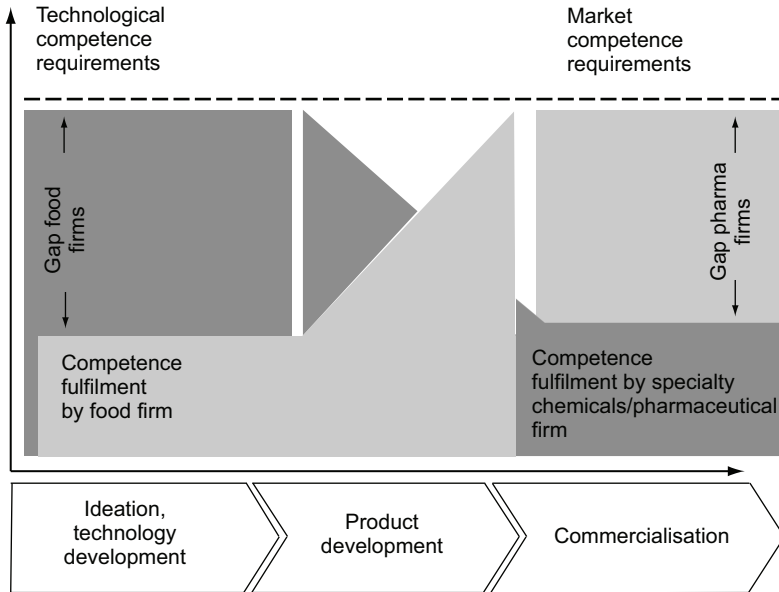 Technological
competence
requirements
Market
competence
requirements
Gap food
firms
Gap pharma
firms
Competence
fulfilment
by food firm
Competence
fulfilment by specialty
chemicals/pharmaceutical
firm
Ideation,
technology
development
Product
development
Commercialisation